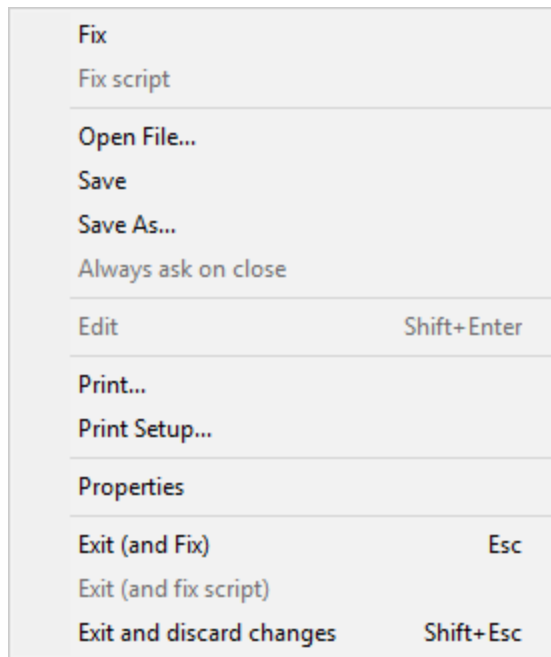 Fix
Fix script
Open File...
Save
Save As...
Always ask on close
Edit Shift+Enter
Print...
Print Setup...
Properties
Exit (and Fix) Esc
Exit (and fix script)
Exit and discard changes Shift+Esc